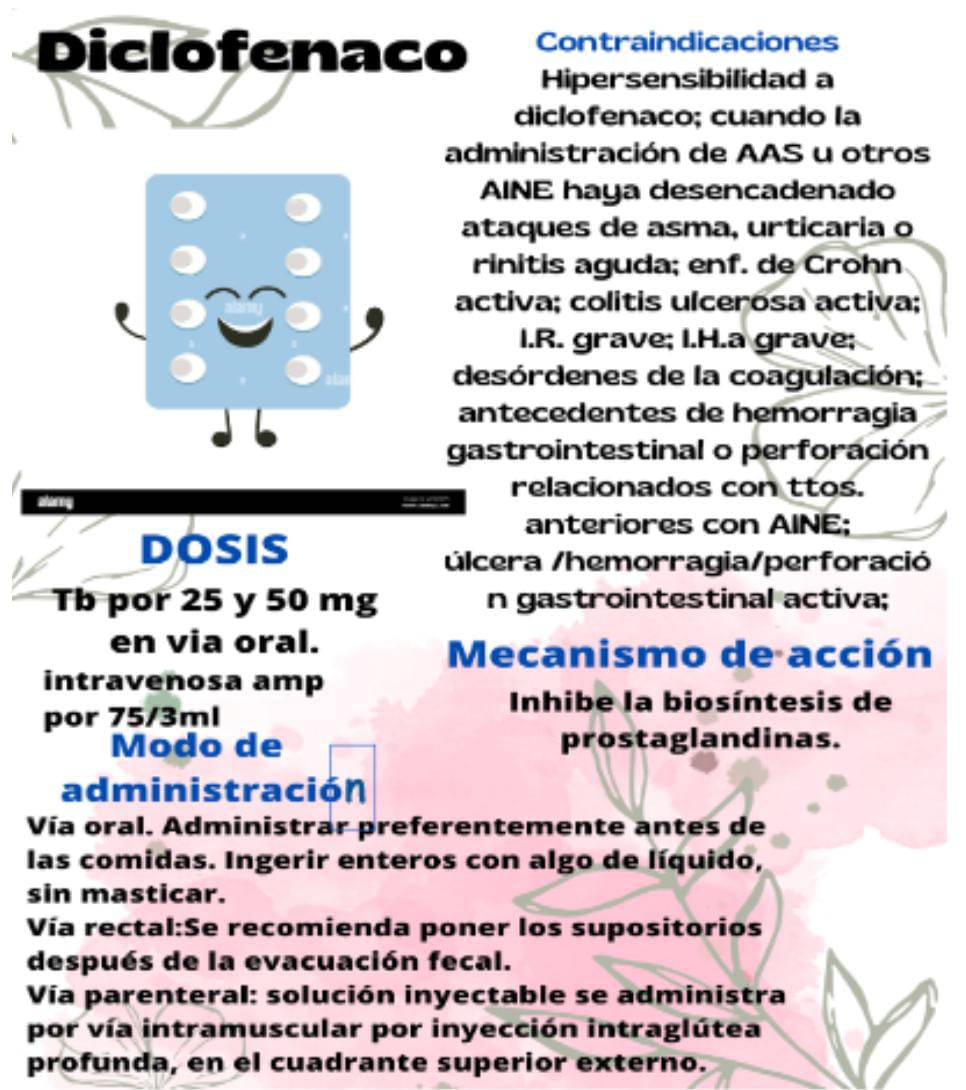 Diclofenaco
alamy
alamy
alamy
DOSIS
Tb por 25 y 50 mg
en via oral.
intravenosa amp
por 75/3ml
Modo de
administración
Contraindicaciones
Hipersensibilidad a
diclofenaco; cuando la
administración de AAS u otros
AINE haya desencadenado
ataques de asma, urticaria o
rinitis aguda; enf. de Crohn
activa; colitis ulcerosa activa;
I.R. grave; I.H.a grave;
desórdenes de la coagulación;
antecedentes de hemorragia
gastrointestinal o perforación
relacionados con ttos.
anteriores con AINE;
úlcera /hemorragia/perforació
n gastrointestinal activa;
Mecanismo de acción
Inhibe la biosíntesis de
prostaglandinas.
Vía oral. Administrar preferentemente antes de
las comidas. Ingerir enteros con algo de líquido,
sin masticar.
Vía rectal:Se recomienda poner los supositorios
después de la evacuación fecal.
Vía parenteral: solución inyectable se administra
por vía intramuscular por inyección intraglútea
profunda, en el cuadrante superior externo.